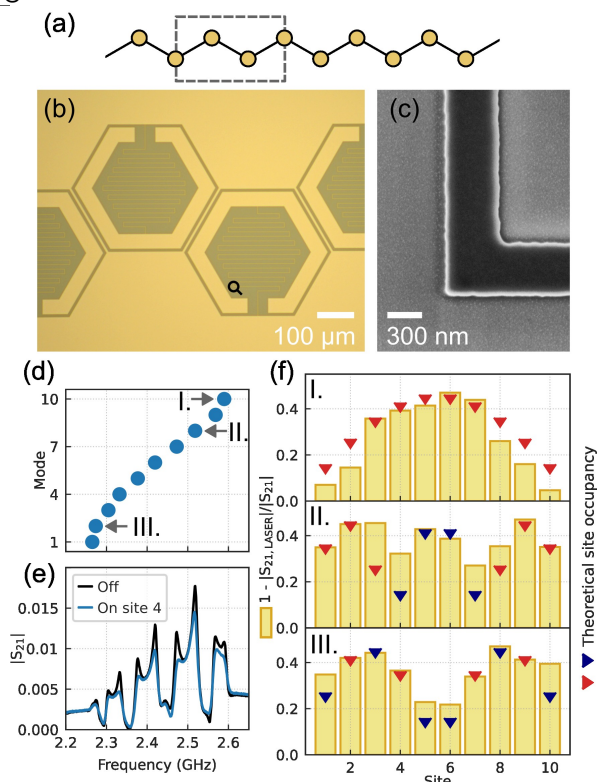 (a)
(b)
100 µm
(c)
300 nm
(d)
10
7
4
1
Mode
I.
II.
III.
(e)
Off
On site 4
0.015
0.010
0.005
0.000
|S21|
2.2
2.3
2.4
2.5
2.6
Frequency (GHz)
(f)
1 - |S21, LASER|/|S21|
I.
0.4
0.2
0.0
II.
0.4
0.2
0.0
III.
0.4
0.2
0.0
2
4
6
8
10
Site
Theoretical site occupancy